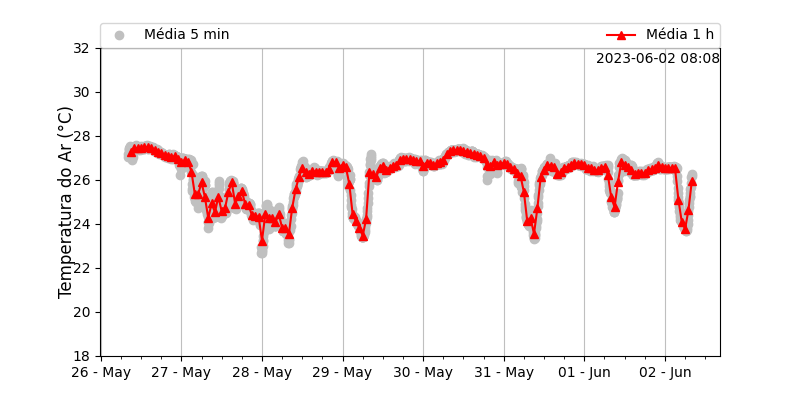 Média 5 min
Média 1 h
2023-06-02 08:08
Temperatura do Ar (°C)
32
30
28
26
24
22
20
18
26 - May
27 - May
28 - May
29 - May
30 - May
31 - May
01 - Jun
02 - Jun